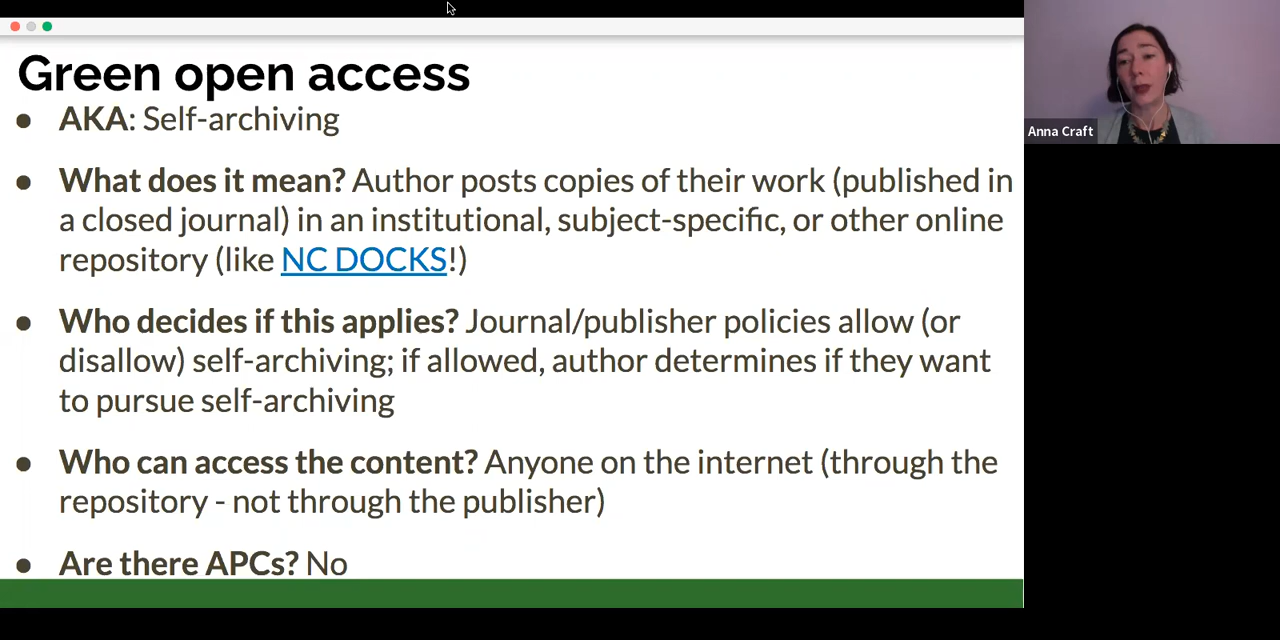 Green open access
● AKA: Self-archiving
● What does it mean? Author posts copies of their work (published in
a closed journal) in an institutional, subject-specific, or other online
repository (like NC DOCKS!)
● Who decides if this applies? Journal/publisher policies allow (or
disallow) self-archiving; if allowed, author determines if they want
to pursue self-archiving
● Who can access the content? Anyone on the internet (through the
repository - not through the publisher)
● Are there APCs? No
Anna Craft